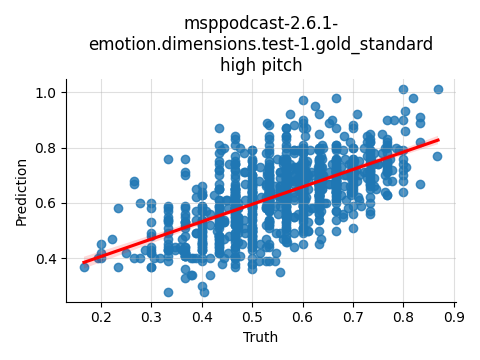 msppodcast-2.6.1-
emotion.dimensions.test-1.gold_standard
high pitch
1.0
0.8
0.6
0.4
Prediction
0.2 0.3 0.4 0.5 0.6 0.7 0.8 0.9
Truth